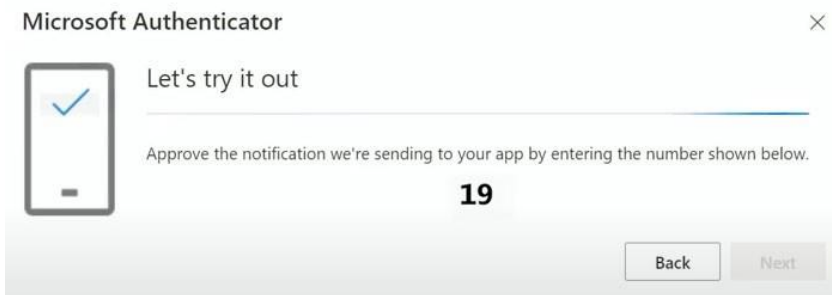 Microsoft Authenticator
Let's try it out
Approve the notification we're sending to your app by entering the number shown below.
19
Back
Next